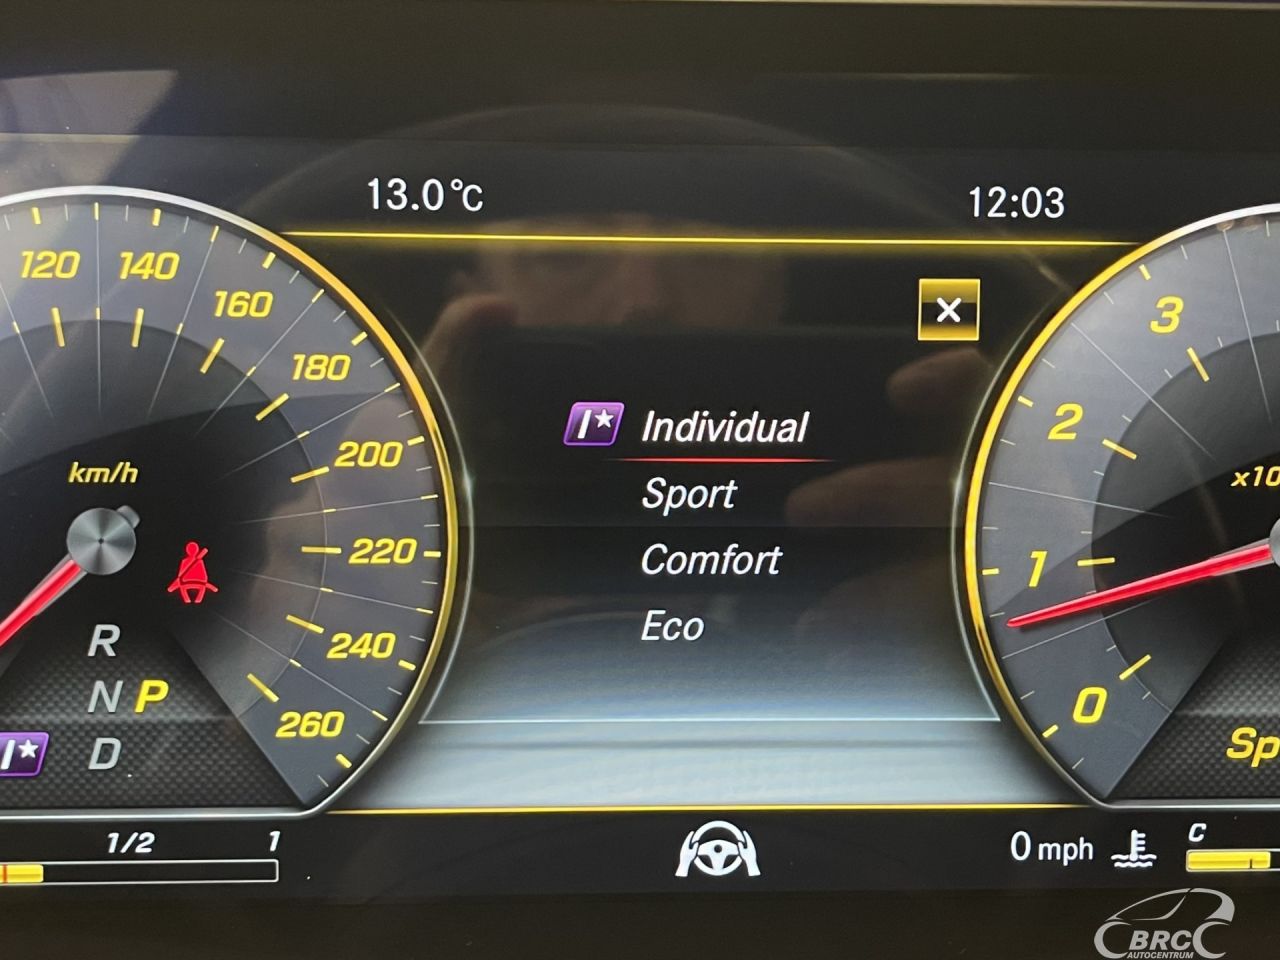 13.0°C
12:03
120
140
160
180
200
220
240
260
km/h
R
N P
D
I★
I★ Individual
Sport
Comfort
Eco
3
2
1
0
1/2
1
0 mph
C
BRC
AUTOCENTRUM